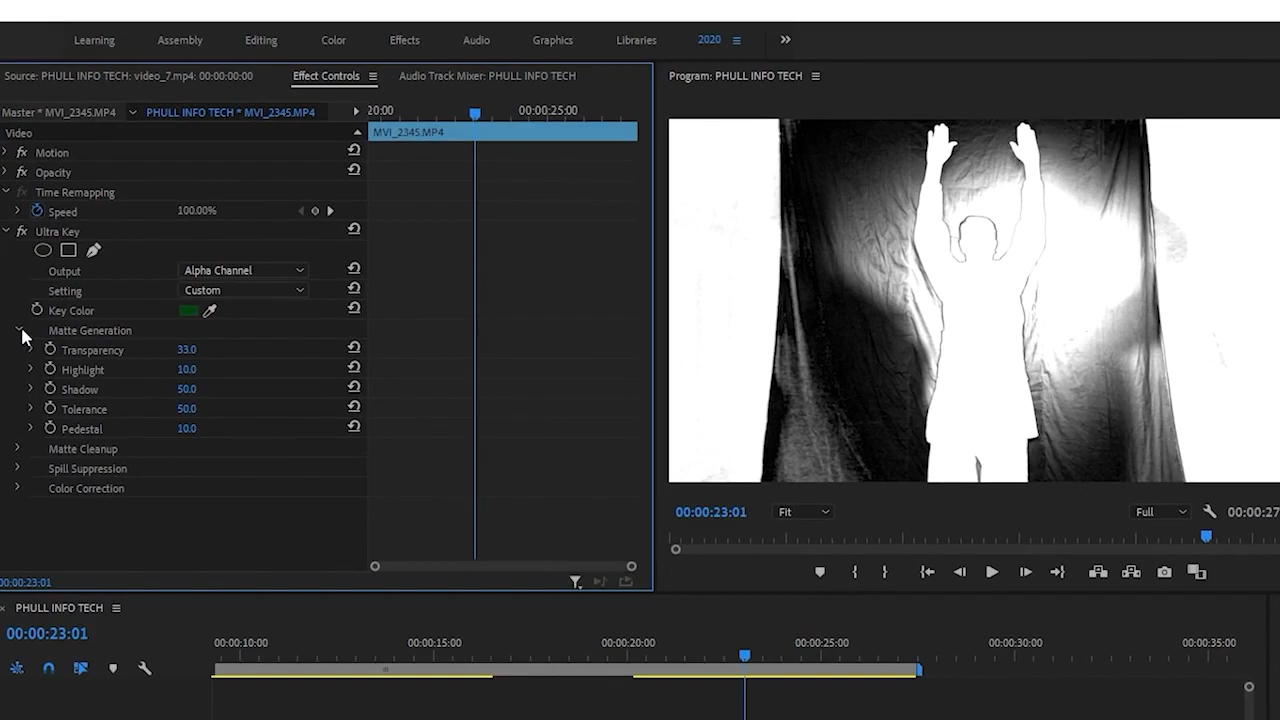 Learning Assembly Editing Color Effects Audio Graphics Libraries 2020
Source: PHULL INFO TECH: video_7.mp4: 00:00:00:00 Effect Controls Audio Track Mixer: PHULL INFO TECH
Program: PHULL INFO TECH
Master * MVI_2345.MP4 PHULL INFO TECH * MVI_2345.MP4
20:00 00:00:25:00
Video
MVI_2345.MP4
fx Motion
fx Opacity
fx Time Remapping
Speed 100.00%
fx Ultra Key
Output Alpha Channel
Setting Custom
Key Color
Matte Generation
Transparency 33.0
Highlight 10.0
Shadow 50.0
Tolerance 50.0
Pedestal 10.0
Matte Cleanup
Spill Suppression
Color Correction
00:00:23:01
00:00:23:01 Fit Full 00:00:27
PHULL INFO TECH
00:00:23:01
00:00:10:00 00:00:15:00 00:00:20:00 00:00:25:00 00:00:30:00 00:00:35:00